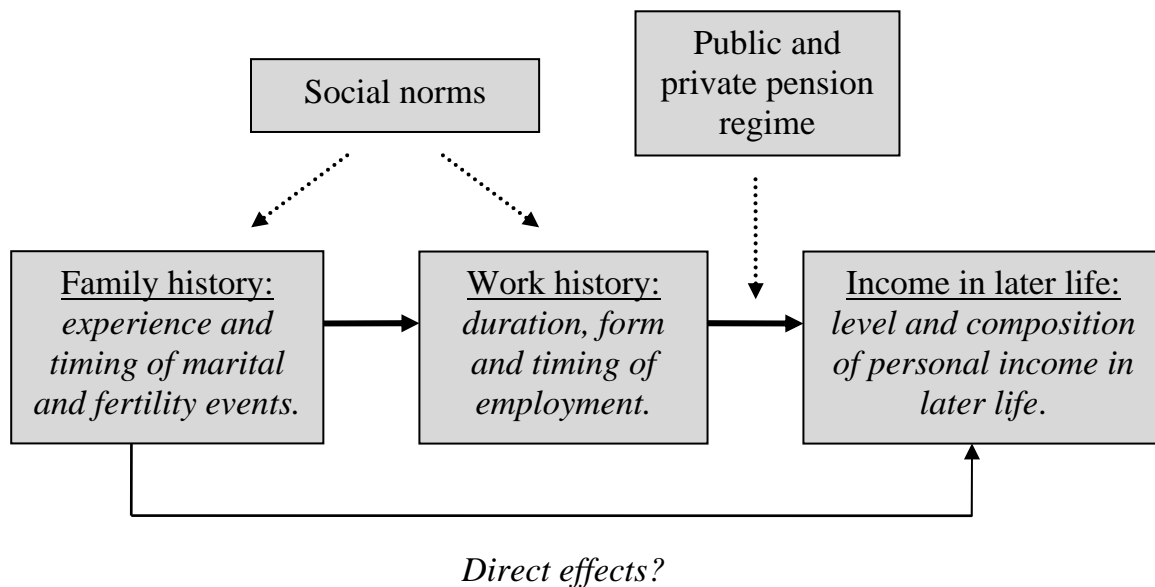 Public and
private pension
regime
Social norms
Family history:
experience and
timing of marital
and fertility events.
Work history:
duration, form
and timing of
employment.
Income in later life:
level and composition
of personal income in
later life.
Direct effects?